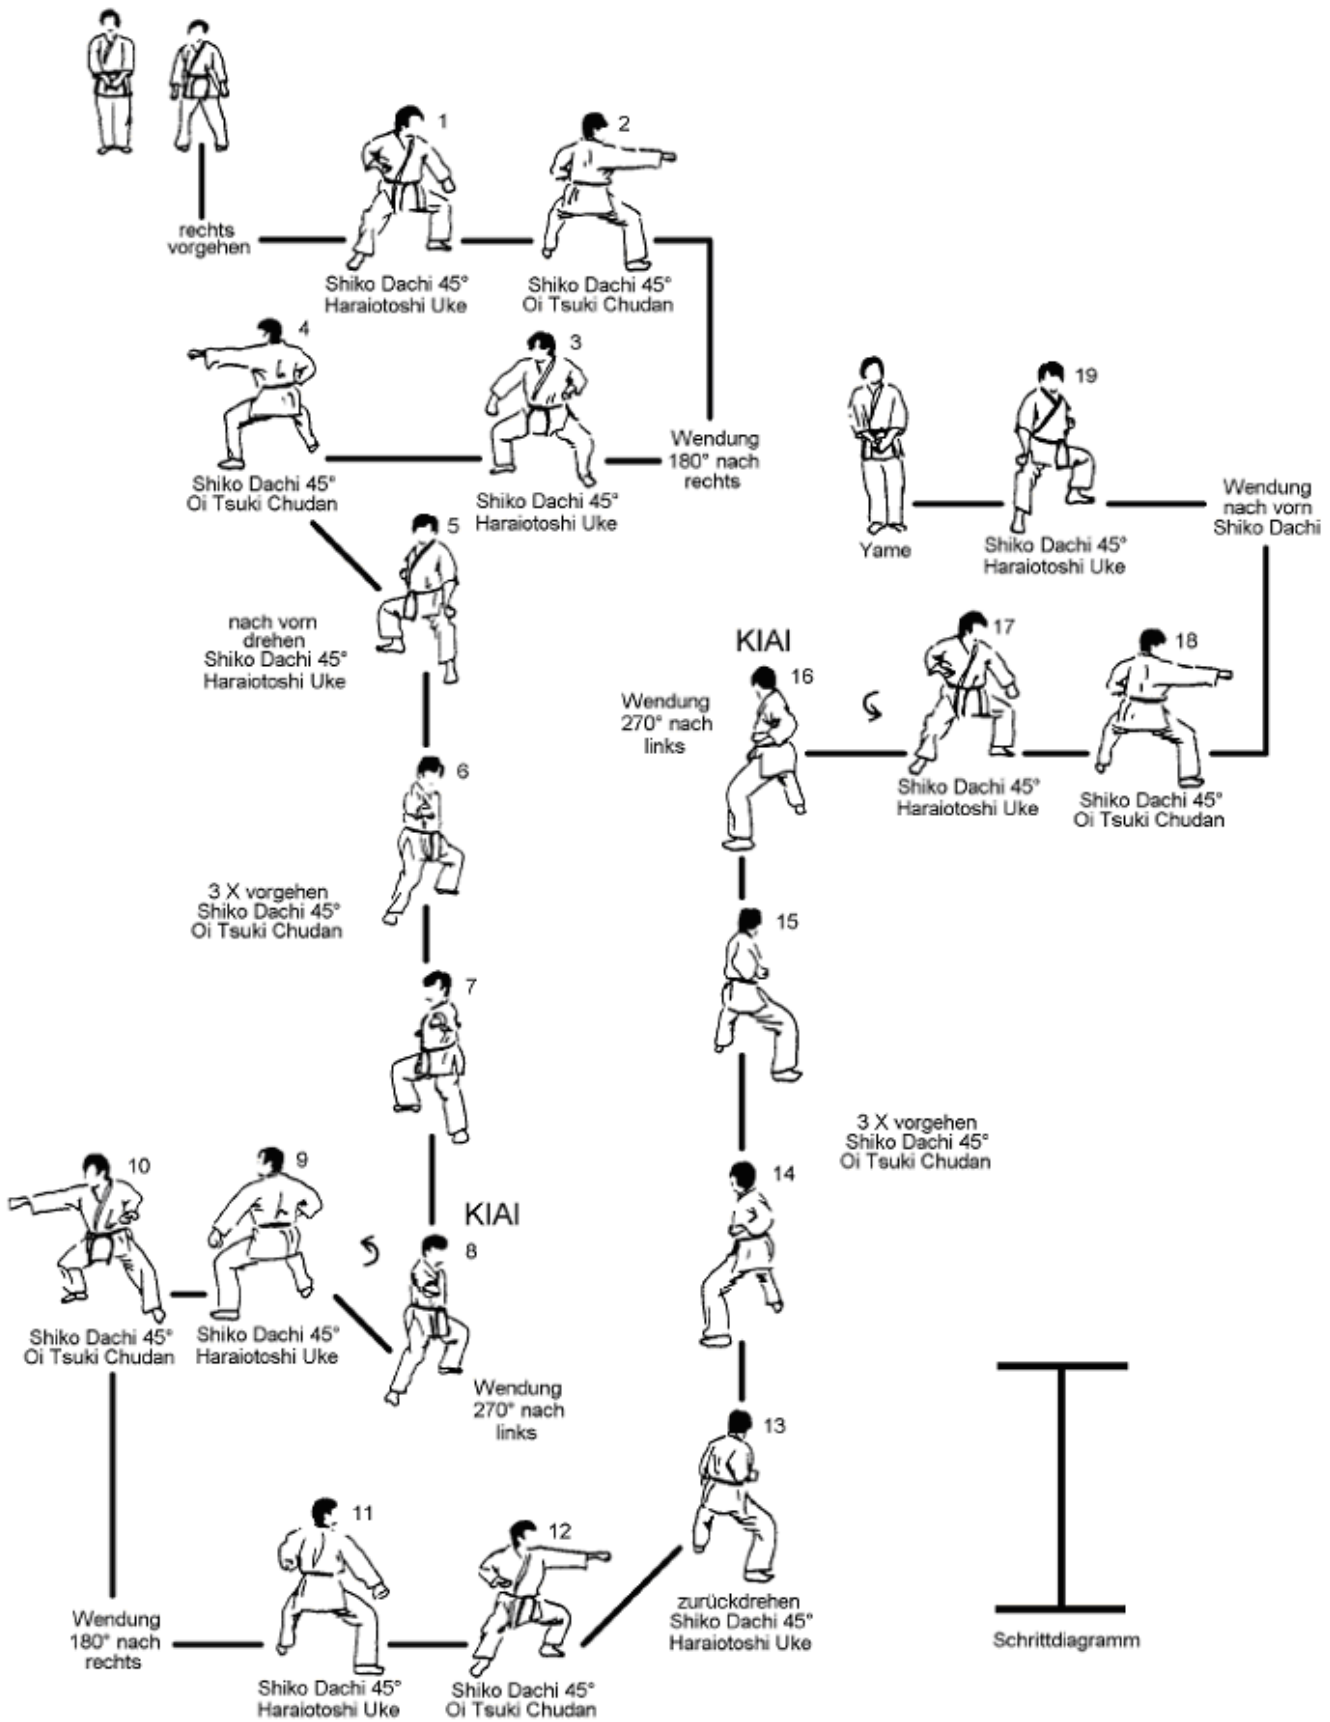 1
2
rechts
vorgehen
Shiko Dachi 45°
Haraiotoshi Uke
Shiko Dachi 45°
Oi Tsuki Chudan
4
3
Wendung
180° nach
rechts
Shiko Dachi 45°
Oi Tsuki Chudan
Shiko Dachi 45°
Haraiotoshi Uke
5
nach vorn
drehen
Shiko Dachi 45°
Haraiotoshi Uke
6
3 X vorgehen
Shiko Dachi 45°
Oi Tsuki Chudan
7
KIAI
8
Wendung
270° nach
links
9
Shiko Dachi 45°
Haraiotoshi Uke
10
Shiko Dachi 45°
Oi Tsuki Chudan
Wendung
180° nach
rechts
11
Shiko Dachi 45°
Haraiotoshi Uke
12
Shiko Dachi 45°
Oi Tsuki Chudan
13
zurückdrehen
Shiko Dachi 45°
Haraiotoshi Uke
14
3 X vorgehen
Shiko Dachi 45°
Oi Tsuki Chudan
15
KIAI
16
Wendung
270° nach
links
17
Shiko Dachi 45°
Haraiotoshi Uke
18
Shiko Dachi 45°
Oi Tsuki Chudan
Wendung
nach vorn
Shiko Dachi
19
Shiko Dachi 45°
Haraiotoshi Uke
Yame
Schrittdiagramm